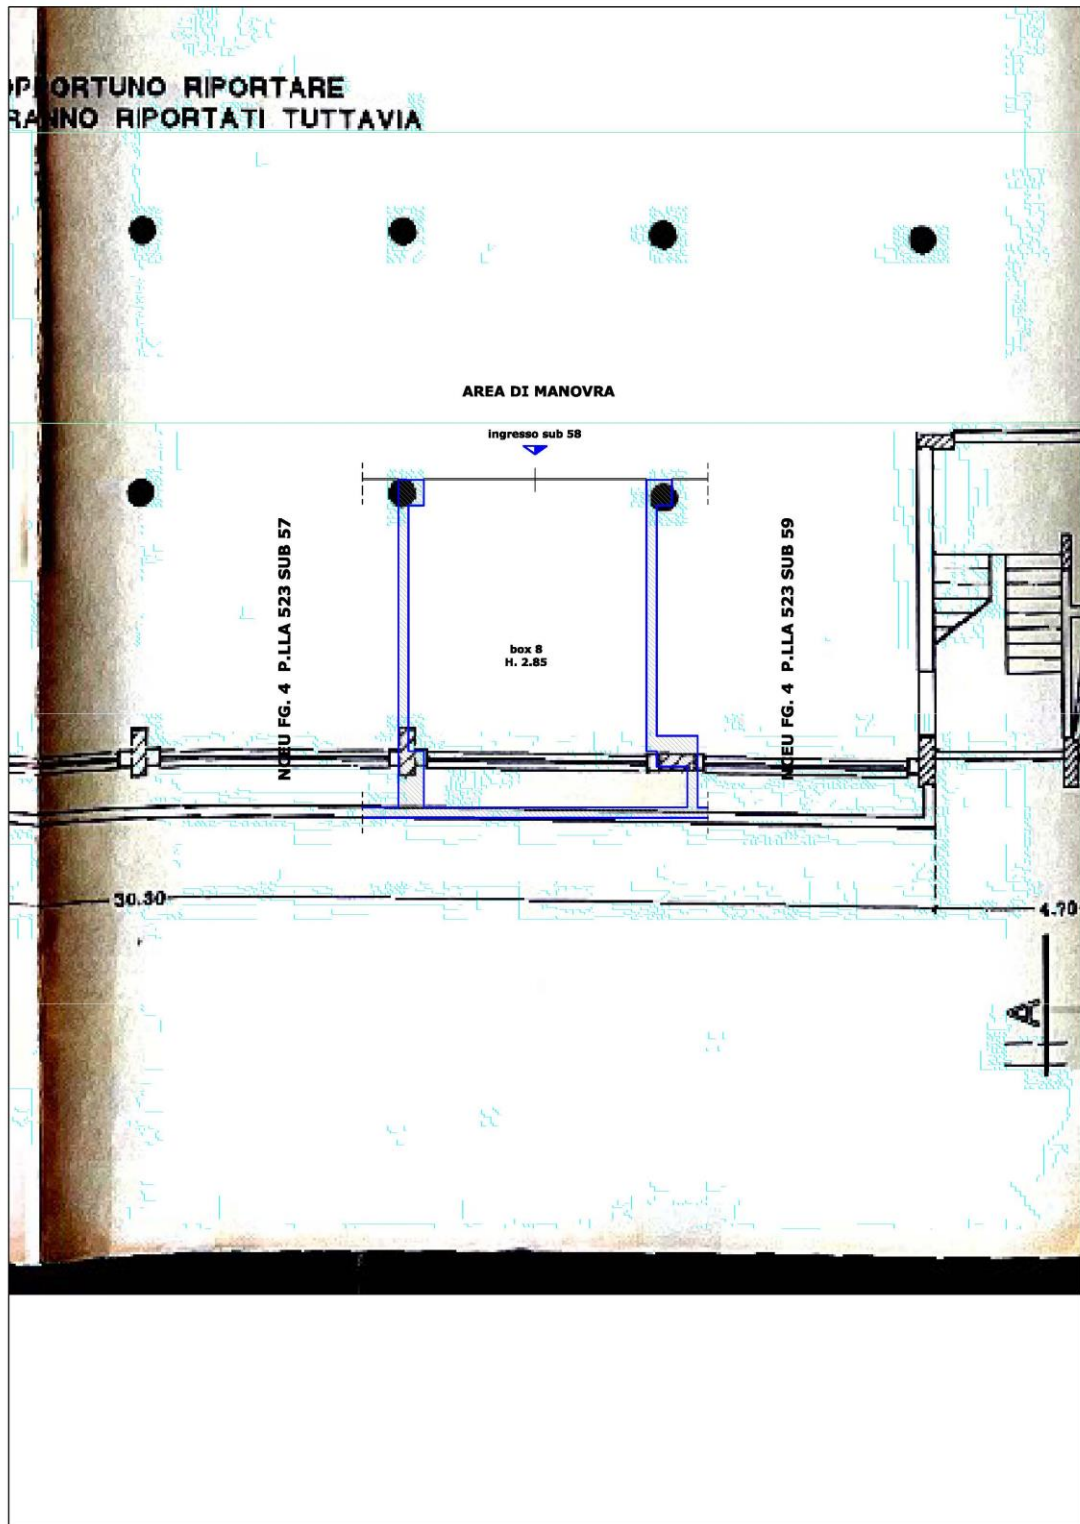 OPPORTUNO RIPORTARE
RANNO RIPORTATI TUTTAVIA
AREA DI MANOVRA
ingresso sub 58
NCEU FG. 4 P.LLA 523 SUB 57
NCEU FG. 4 P.LLA 523 SUB 59
box 8
H. 2.85
30.30
4.70
A